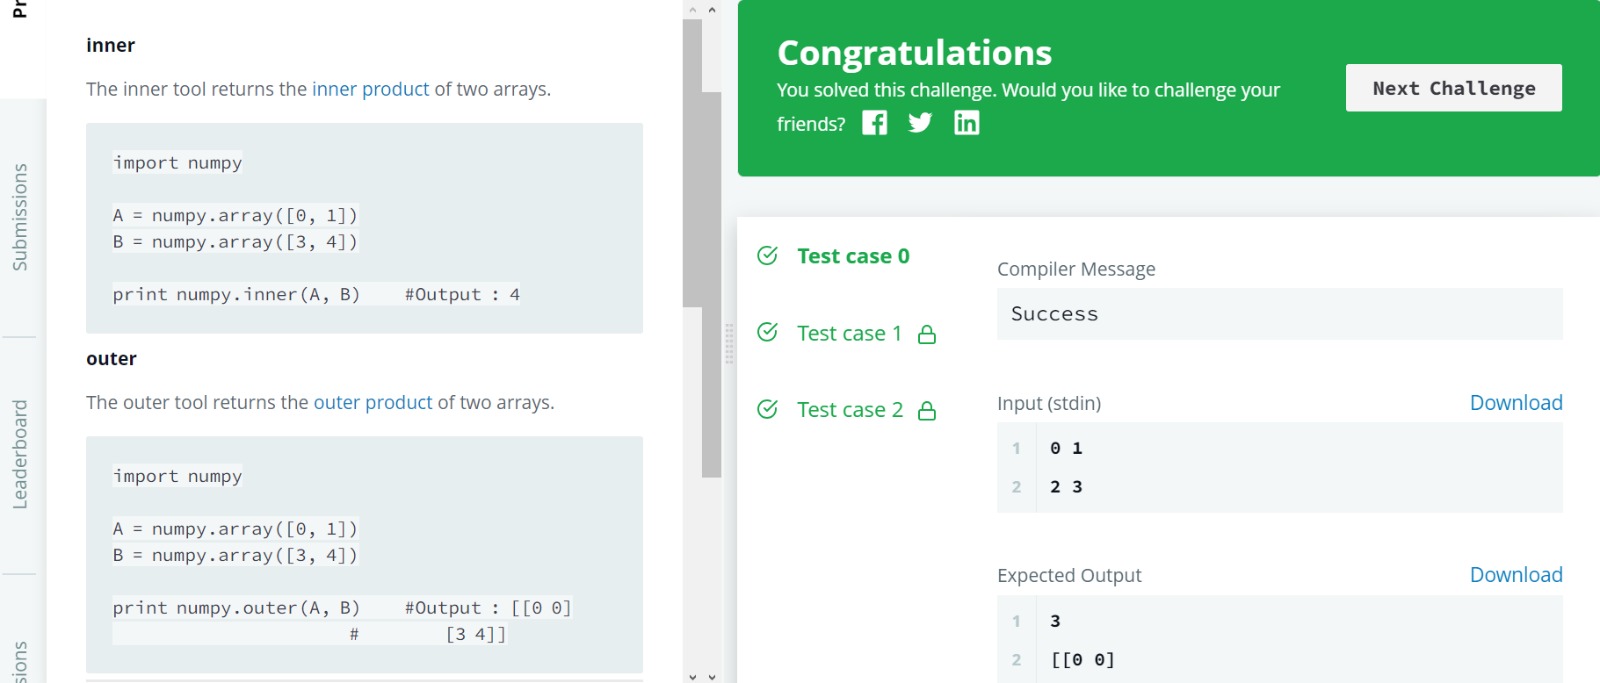 Pr
Submissions
Leaderboard
sions
inner
The inner tool returns the inner product of two arrays.
import numpy
A = numpy.array([0, 1])
B = numpy.array([3, 4])
print numpy.inner(A, B)    #Output : 4
outer
The outer tool returns the outer product of two arrays.
import numpy
A = numpy.array([0, 1])
B = numpy.array([3, 4])
print numpy.outer(A, B)    #Output : [[0 0]
#        [3 4]]
Congratulations
You solved this challenge. Would you like to challenge your
friends?
Next Challenge
Test case 0
Test case 1
Test case 2
Compiler Message
Success
Input (stdin)
Download
1 0 1
2 2 3
Expected Output
Download
1 3
2 [[0 0]